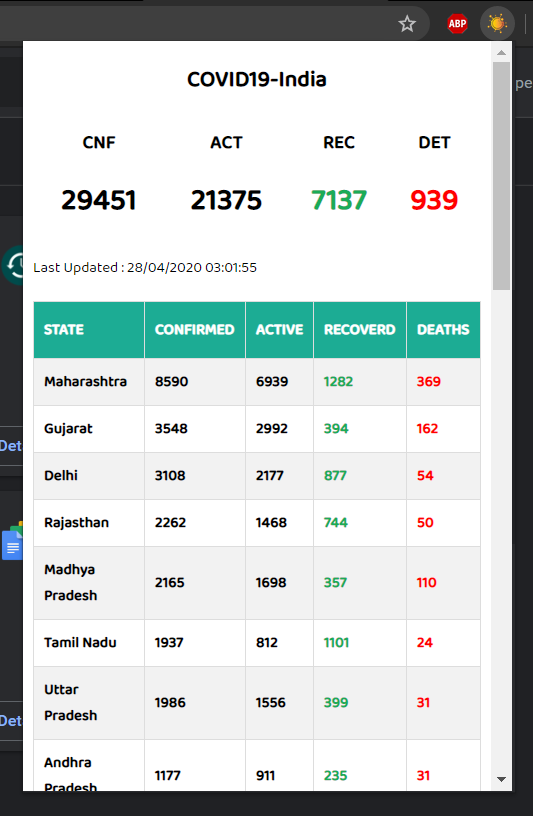 ABP
pe
COVID19-India
CNF ACT REC DET
29451 21375 7137 939
Last Updated : 28/04/2020 03:01:55
STATE CONFIRMED ACTIVE RECOVERD DEATHS
Maharashtra 8590 6939 1282 369
Gujarat 3548 2992 394 162
Det
Delhi 3108 2177 877 54
Rajasthan 2262 1468 744 50
Madhya
Pradesh 2165 1698 357 110
Tamil Nadu 1937 812 1101 24
Uttar
Pradesh 1986 1556 399 31
Det
Andhra
Pradesh 1177 911 235 31